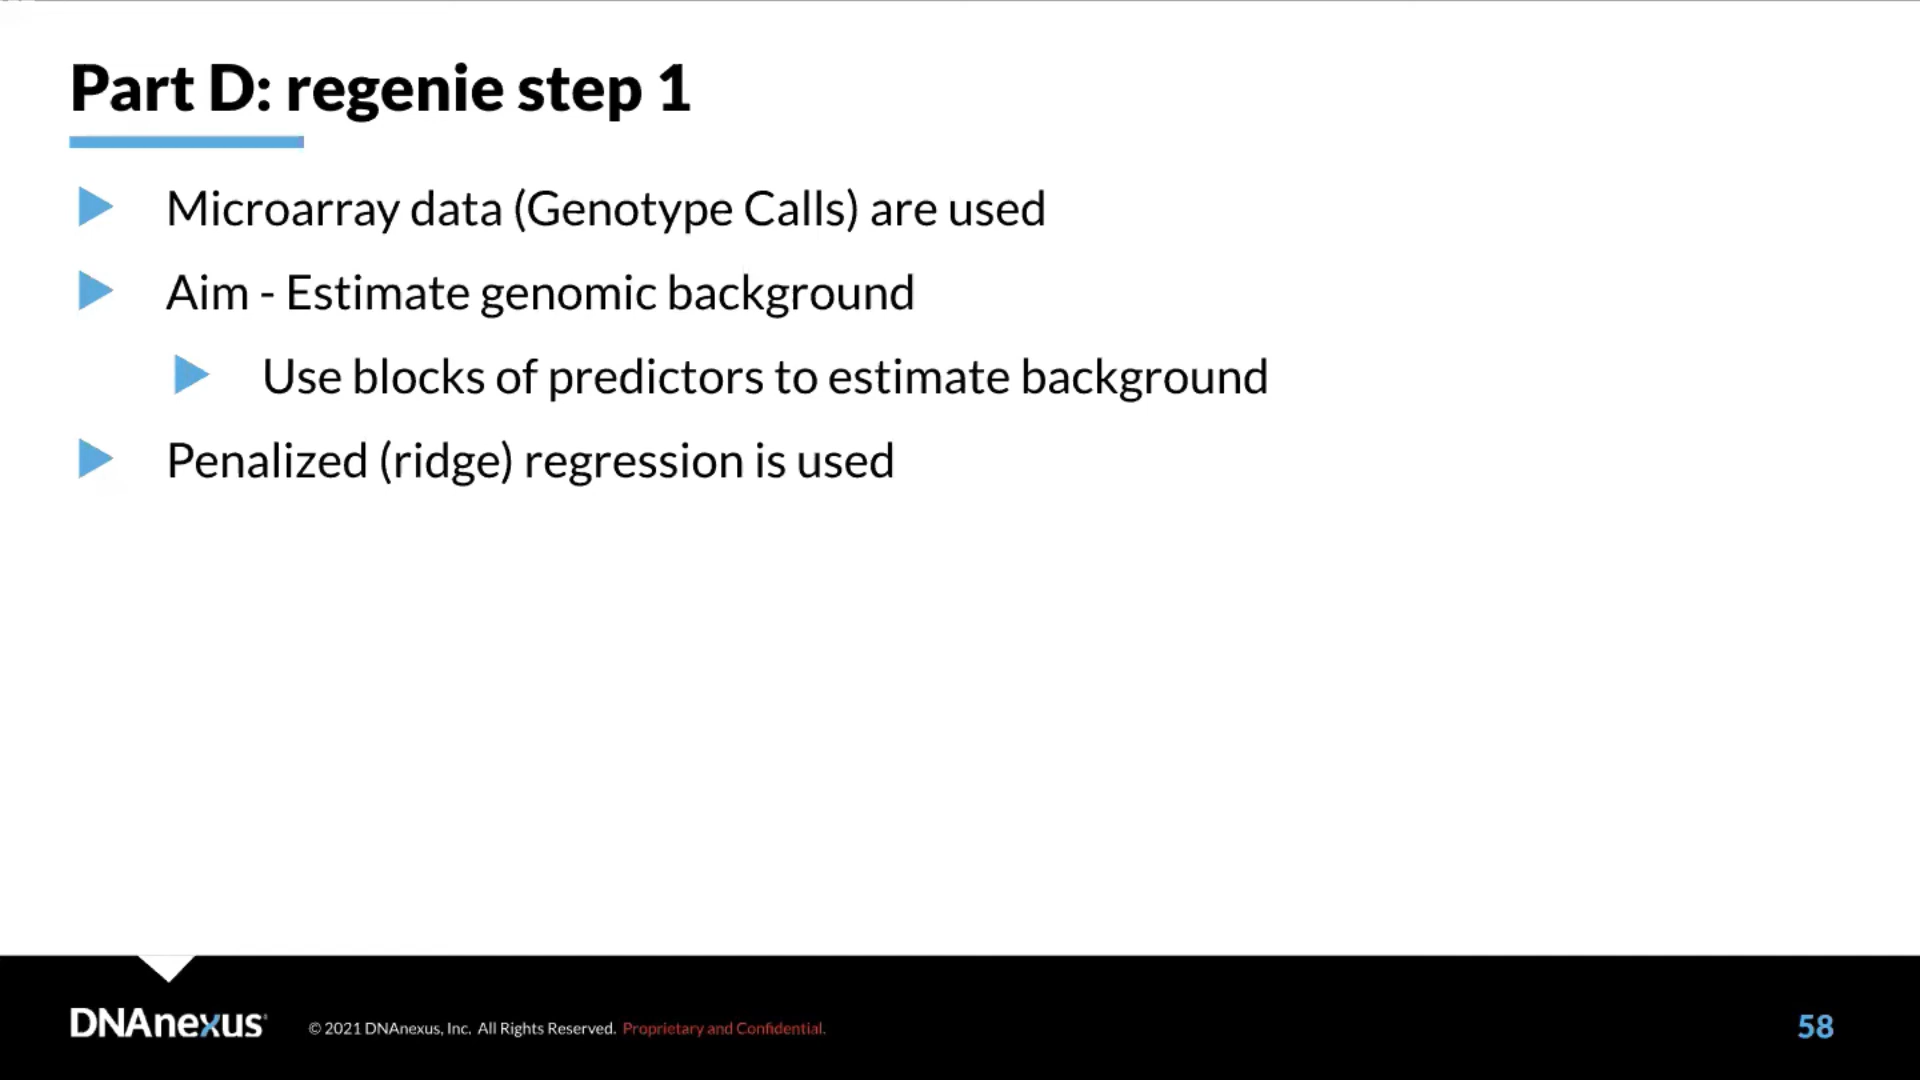 Part D: regenie step 1
Microarray data (Genotype Calls) are used
Aim - Estimate genomic background
Use blocks of predictors to estimate background
Penalized (ridge) regression is used
DNAnexus
© 2021 DNAnexus, Inc. All Rights Reserved. Proprietary and Confidential.
58